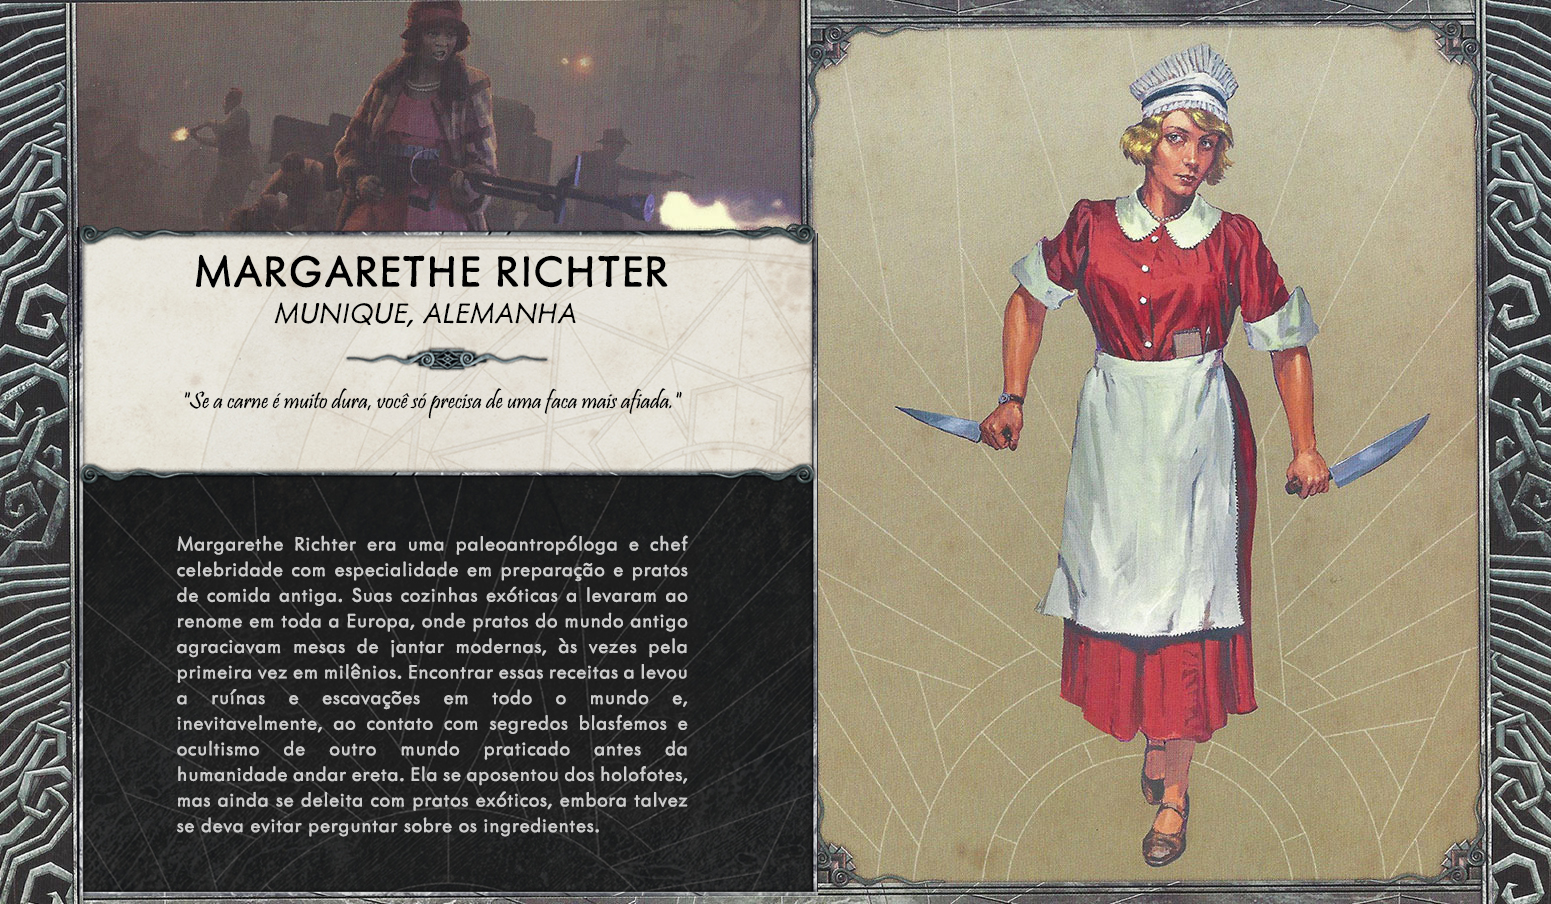 MARGARETHE RICHTER
MUNIQUE, ALEMANHA
"Se a carne é muito dura, você só precisa de uma faca mais afiada."
Margarethe Richter era uma paleoantropóloga e chef
celebridade com especialidade em preparação e pratos
de comida antiga. Suas cozinhas exóticas a levaram ao
renome em toda a Europa, onde pratos do mundo antigo
agraciavam mesas de jantar modernas, às vezes pela
primeira vez em milênios. Encontrar essas receitas a levou
a ruínas e escavações em todo o mundo e,
inevitavelmente, ao contato com segredos blasfemos e
ocultismo de outro mundo praticado antes da
humanidade andar ereta. Ela se aposentou dos holofotes,
mas ainda se deleita com pratos exóticos, embora talvez
se deva evitar perguntar sobre os ingredientes.